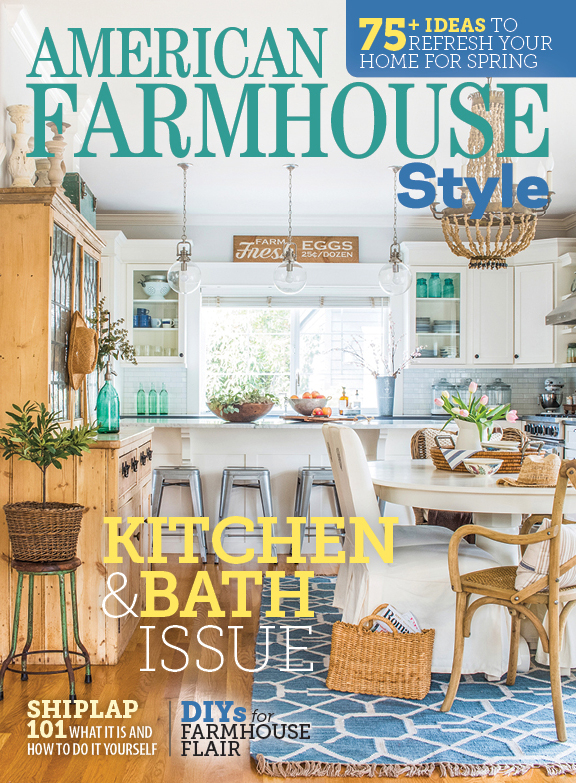 75+ IDEAS TO
REFRESH YOUR
HOME FOR SPRING
AMERICAN
FARMHOUSE
Style
FARM
Fresh EGGS
25¢/DOZEN
KITCHEN
&BATH
ISSUE
SHIPLAP
101 WHAT IT IS AND
HOW TO DO IT YOURSELF
DIYs for
FARMHOUSE
FLAIR